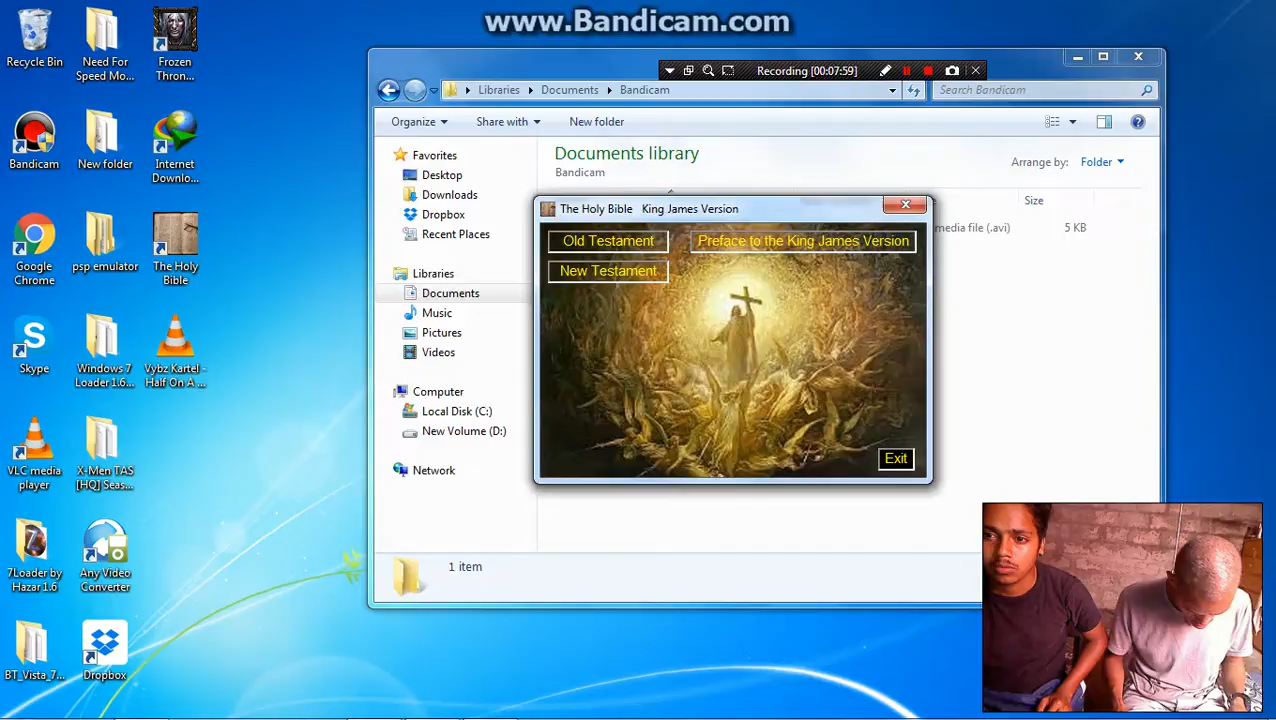 www.Bandicam.com
Recycle Bin
Need For Speed Mo...
Frozen Thron...
Bandicam
New folder
Internet Downlo...
Google Chrome
psp emulator
The Holy Bible
Skype
Windows 7 Loader 1.6...
Vybz Kartel - Half On A ...
VLC media player
X-Men TAS [HQ] Seas...
7Loader by Hazar 1.6
Any Video Converter
BT_Vista_7...
Dropbox
Recording [00:07:59]
Libraries
Documents
Bandicam
Search Bandicam
Organize
Share with
New folder
Favorites
Desktop
Downloads
Dropbox
Recent Places
Libraries
Documents
Music
Pictures
Videos
Computer
Local Disk (C:)
New Volume (D:)
Network
Documents library
Bandicam
Arrange by: Folder
Size
media file (.avi)
5 KB
The Holy Bible King James Version
Old Testament
Preface to the King James Version
New Testament
Exit
1 item